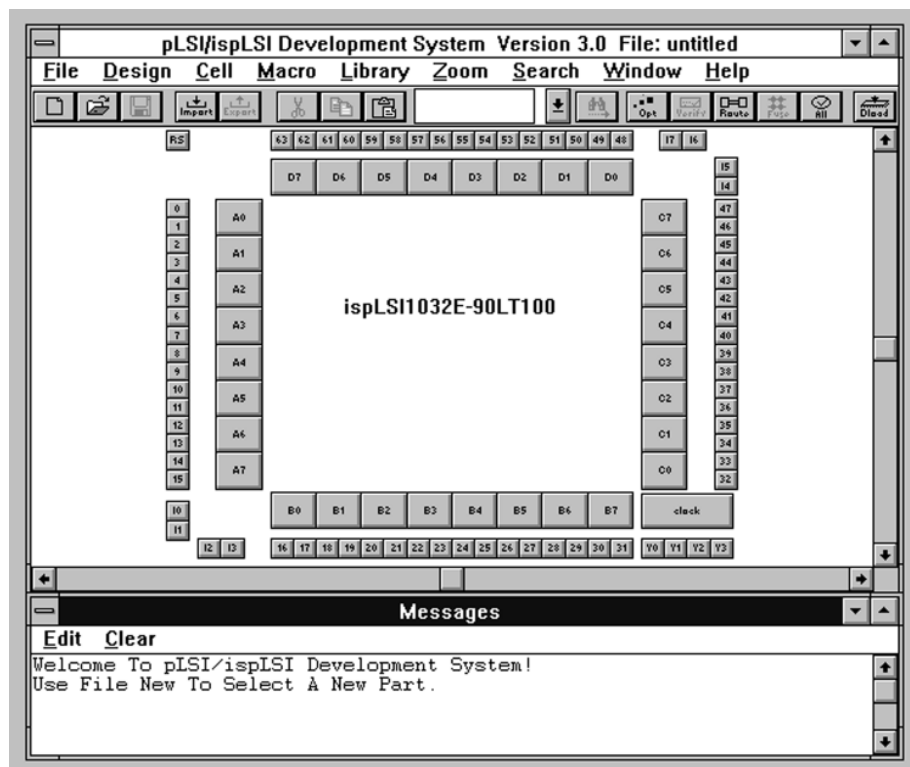 pLSI/ispLSI Development System Version 3.0 File: untitled
File Design Cell Macro Library Zoom Search Window Help
Import Export Opt Verify Route Fuse All Dload
RS 63 62 61 60 59 58 57 56 55 54 53 52 51 50 49 48 I7 I6
D7 D6 D5 D4 D3 D2 D1 D0 I5
I4
0 A0 C7 47
1 46
2 A1 C6 45
3 44
4 A2 C5 43
5 42
ispLSI1032E-90LT100
6 A3 C4 41
7 40
8 A4 C3 39
9 38
10 A5 C2 37
11 36
12 A6 C1 35
13 34
14 A7 C0 33
15 32
I0 B0 B1 B2 B3 B4 B5 B6 B7 clock
I1
I2 I3 16 17 18 19 20 21 22 23 24 25 26 27 28 29 30 31 Y0 Y1 Y2 Y3
Messages
Edit Clear
Welcome To pLSI/ispLSI Development System!
Use File New To Select A New Part.